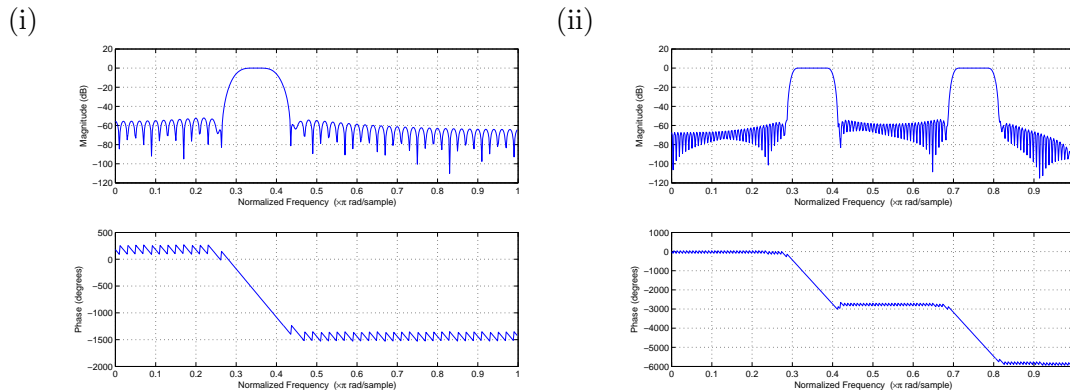 (i)
(ii)
20
0
−20
−40
−60
−80
−100
−120
Magnitude (dB)
0 0.1 0.2 0.3 0.4 0.5 0.6 0.7 0.8 0.9 1
Normalized Frequency (×π rad/sample)
20
0
−20
−40
−60
−80
−100
−120
Magnitude (dB)
0 0.1 0.2 0.3 0.4 0.5 0.6 0.7 0.8 0.9
Normalized Frequency (×π rad/sample)
500
0
−500
−1000
−1500
−2000
Phase (degrees)
0 0.1 0.2 0.3 0.4 0.5 0.6 0.7 0.8 0.9 1
Normalized Frequency (×π rad/sample)
1000
0
−1000
−2000
−3000
−4000
−5000
−6000
Phase (degrees)
0 0.1 0.2 0.3 0.4 0.5 0.6 0.7 0.8 0.9
Normalized Frequency (×π rad/sample)